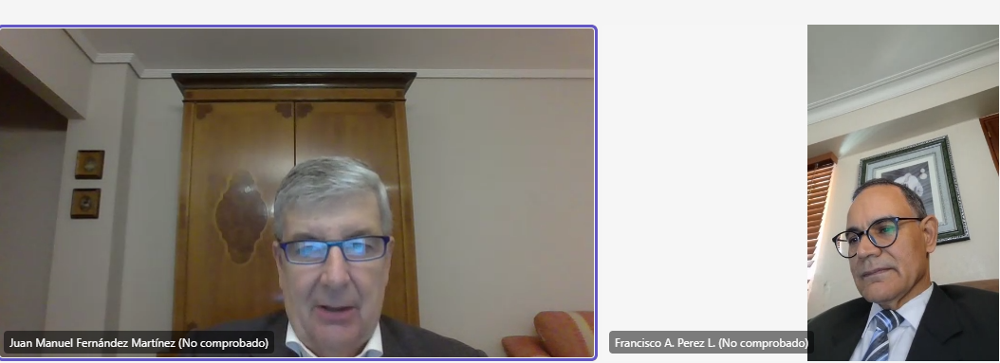 Juan Manuel Fernández Martínez (No comprobado)
Francisco A. Perez L. (No comprobado)